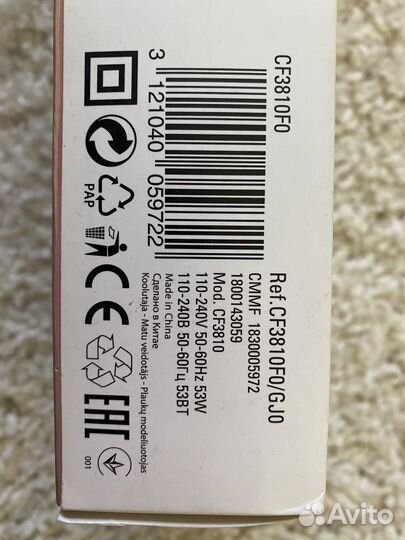 CF3810F0
3 121040 059722
Ref.CF3810F0/GJ0
CMMF 1830005972
1800143059
Mod. CF3810
110-240V 50-60Hz 53W
110-240В 50-60Гц 53ВТ
Made in China
Сделано в Китае
Koolutaja - Matu veidotājs - Plaukų modeliuotojas
PAP
CE
EAC
001
Avito